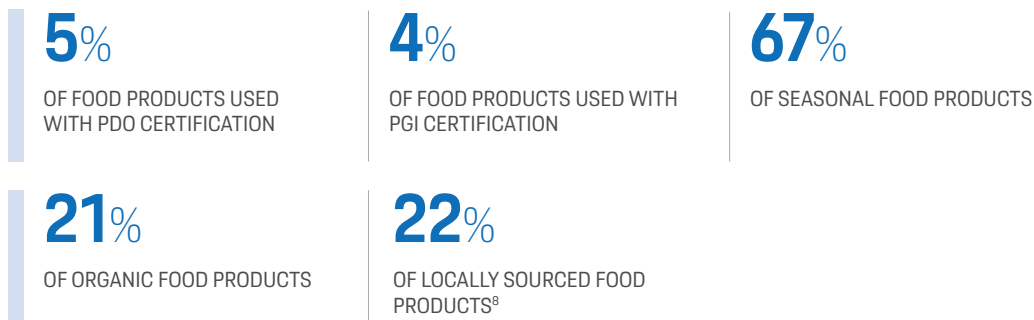 5%
OF FOOD PRODUCTS USED
WITH PDO CERTIFICATION
4%
OF FOOD PRODUCTS USED WITH
PGI CERTIFICATION
67%
OF SEASONAL FOOD PRODUCTS
21%
OF ORGANIC FOOD PRODUCTS
22%
OF LOCALLY SOURCED FOOD
PRODUCTS⁸